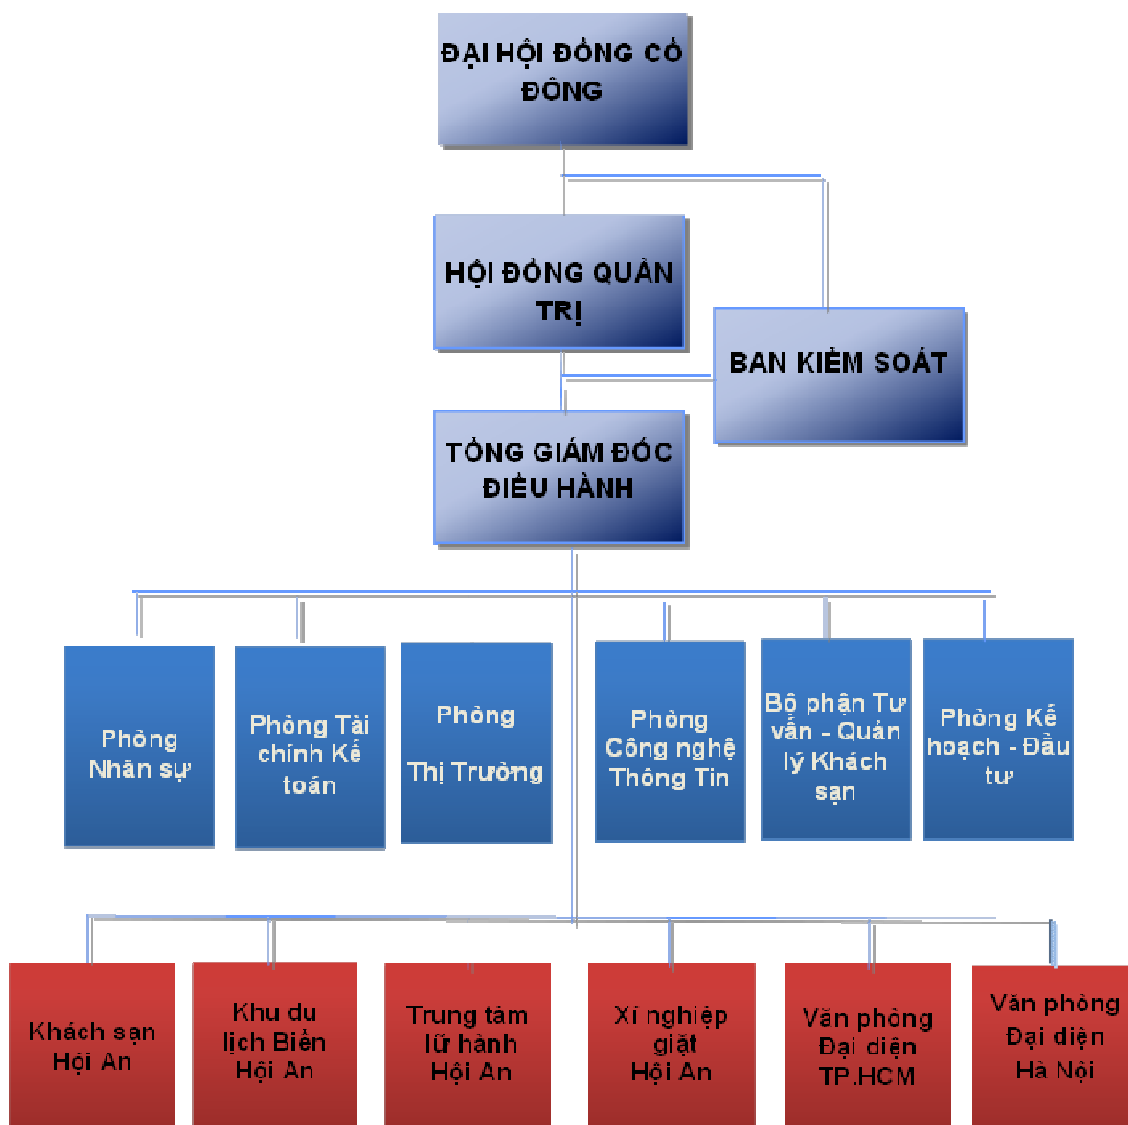 ĐẠI HỘI ĐỒNG CỔ
ĐÔNG
HỘI ĐỒNG QUẢN
TRỊ
BAN KIỂM SOÁT
TỔNG GIÁM ĐỐC
ĐIỀU HÀNH
Phòng
Nhân sự
Phòng Tài
chính Kế
toán
Phòng
Thị Trường
Phòng
Công nghệ
Thông Tin
Bộ phận Tư
vấn - Quản
lý Khách
sạn
Phòng Kế
hoạch - Đầu
tư
Khách sạn
Hội An
Khu du
lịch Biển
Hội An
Trung tâm
lữ hành
Hội An
Xí nghiệp
giặt
Hội An
Văn phòng
Đại diện
TP.HCM
Văn phòng
Đại diện
Hà Nội